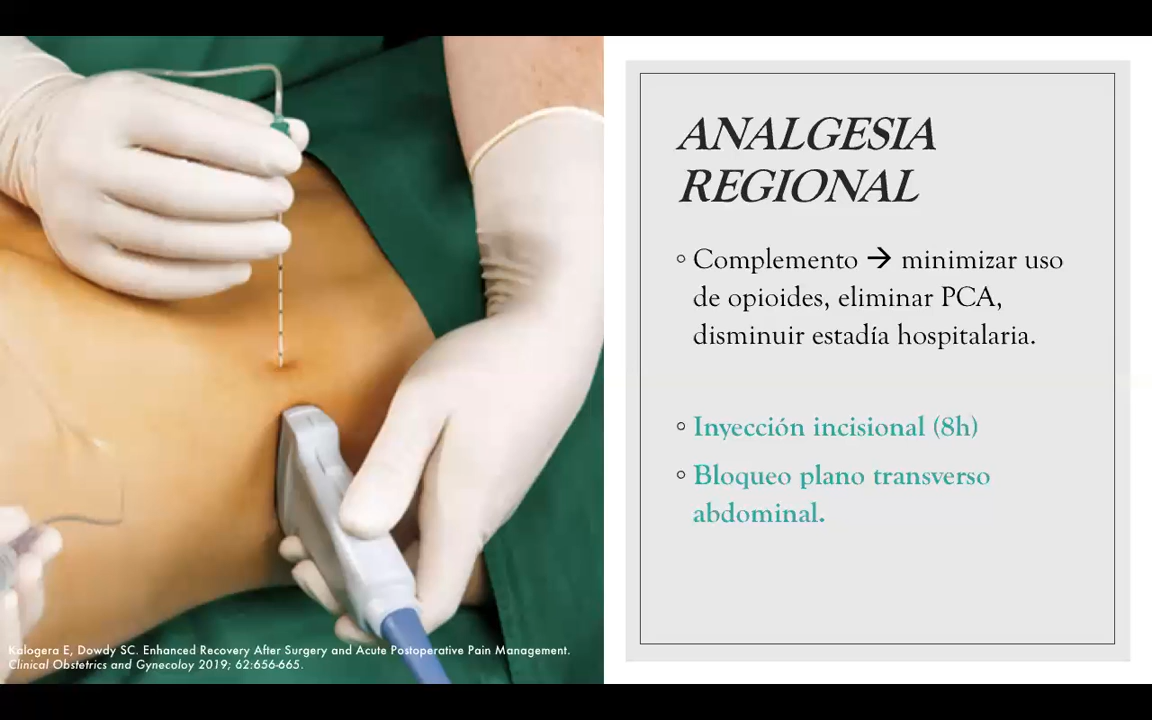 ANALGESIA
REGIONAL
◦ Complemento → minimizar uso
de opioides, eliminar PCA,
disminuir estadía hospitalaria.
◦ Inyección incisional (8h)
◦ Bloqueo plano transverso
abdominal.
Kalogera E, Dowdy SC. Enhanced Recovery After Surgery and Acute Postoperative Pain Management.
Clinical Obstetrics and Gynecoloy 2019; 62:656-665.